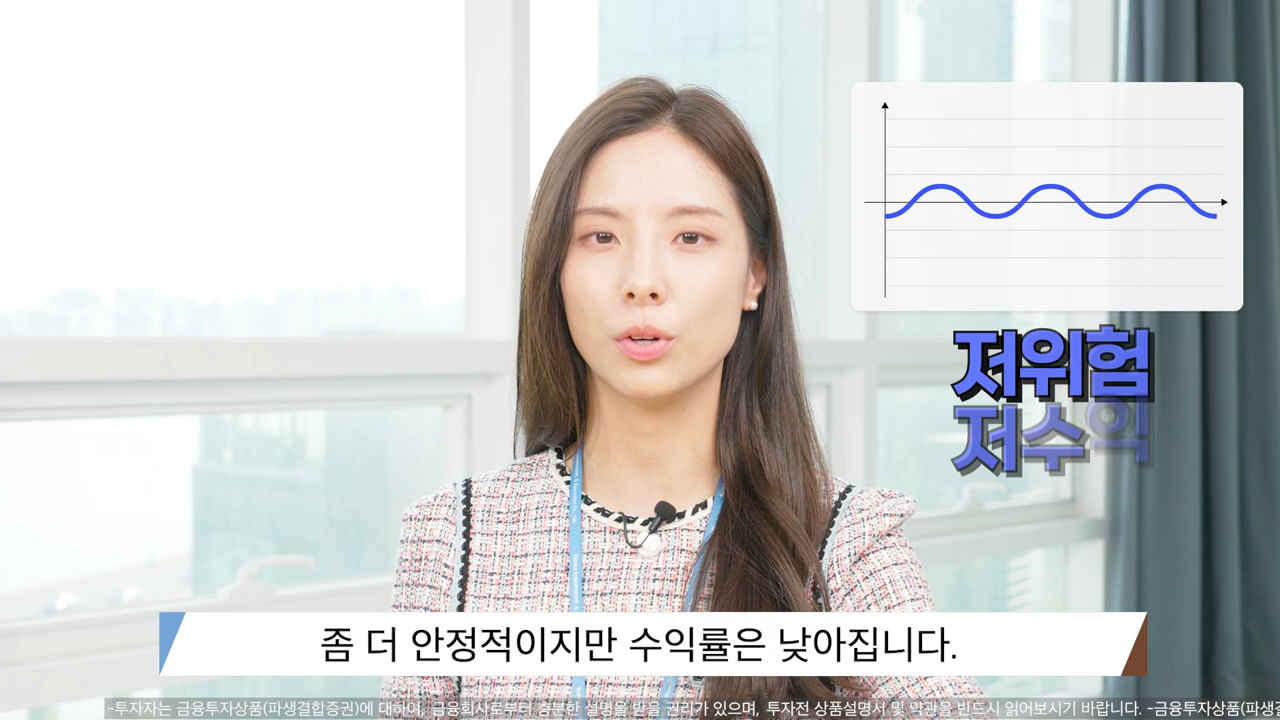 저위험
저수익
좀 더 안정적이지만 수익률은 낮아집니다.
-투자자는 금융투자상품(파생결합증권)에 대하여, 금융회사로부터 충분한 설명을 받을 권리가 있으며, 투자전 상품설명서 및 약관을 반드시 읽어보시기 바랍니다. -금융투자상품(파생결